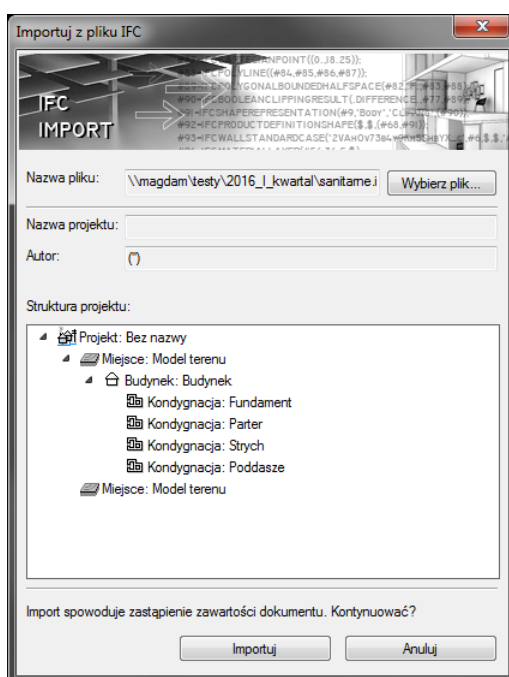 Importuj z pliku IFC
IFC
IMPORT
Nazwa pliku: \\magdam\testy\2016_I_kwartal\sanitarne.i Wybierz plik...
Nazwa projektu:
Autor: ('')
Struktura projektu:
Projekt: Bez nazwy
Miejsce: Model terenu
Budynek: Budynek
Kondygnacja: Fundament
Kondygnacja: Parter
Kondygnacja: Strych
Kondygnacja: Poddasze
Miejsce: Model terenu
Import spowoduje zastąpienie zawartości dokumentu. Kontynuować?
Importuj Anuluj